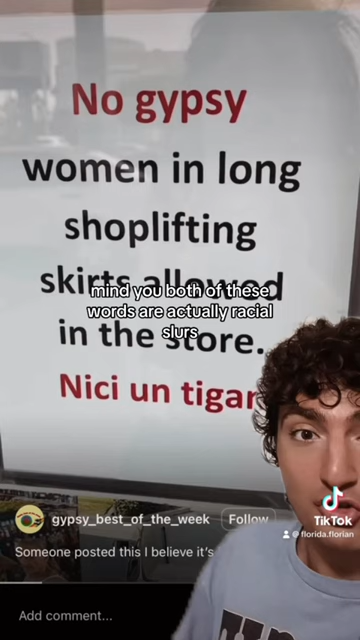 No gypsy
women in long
shoplifting
skirts allowed
mind you both of these
words are actually racial
slurs
in the store.
Nici un tigan
gypsy_best_of_the_week
Follow
Someone posted this I believe it's
TikTok
@florida.florian
Add comment...